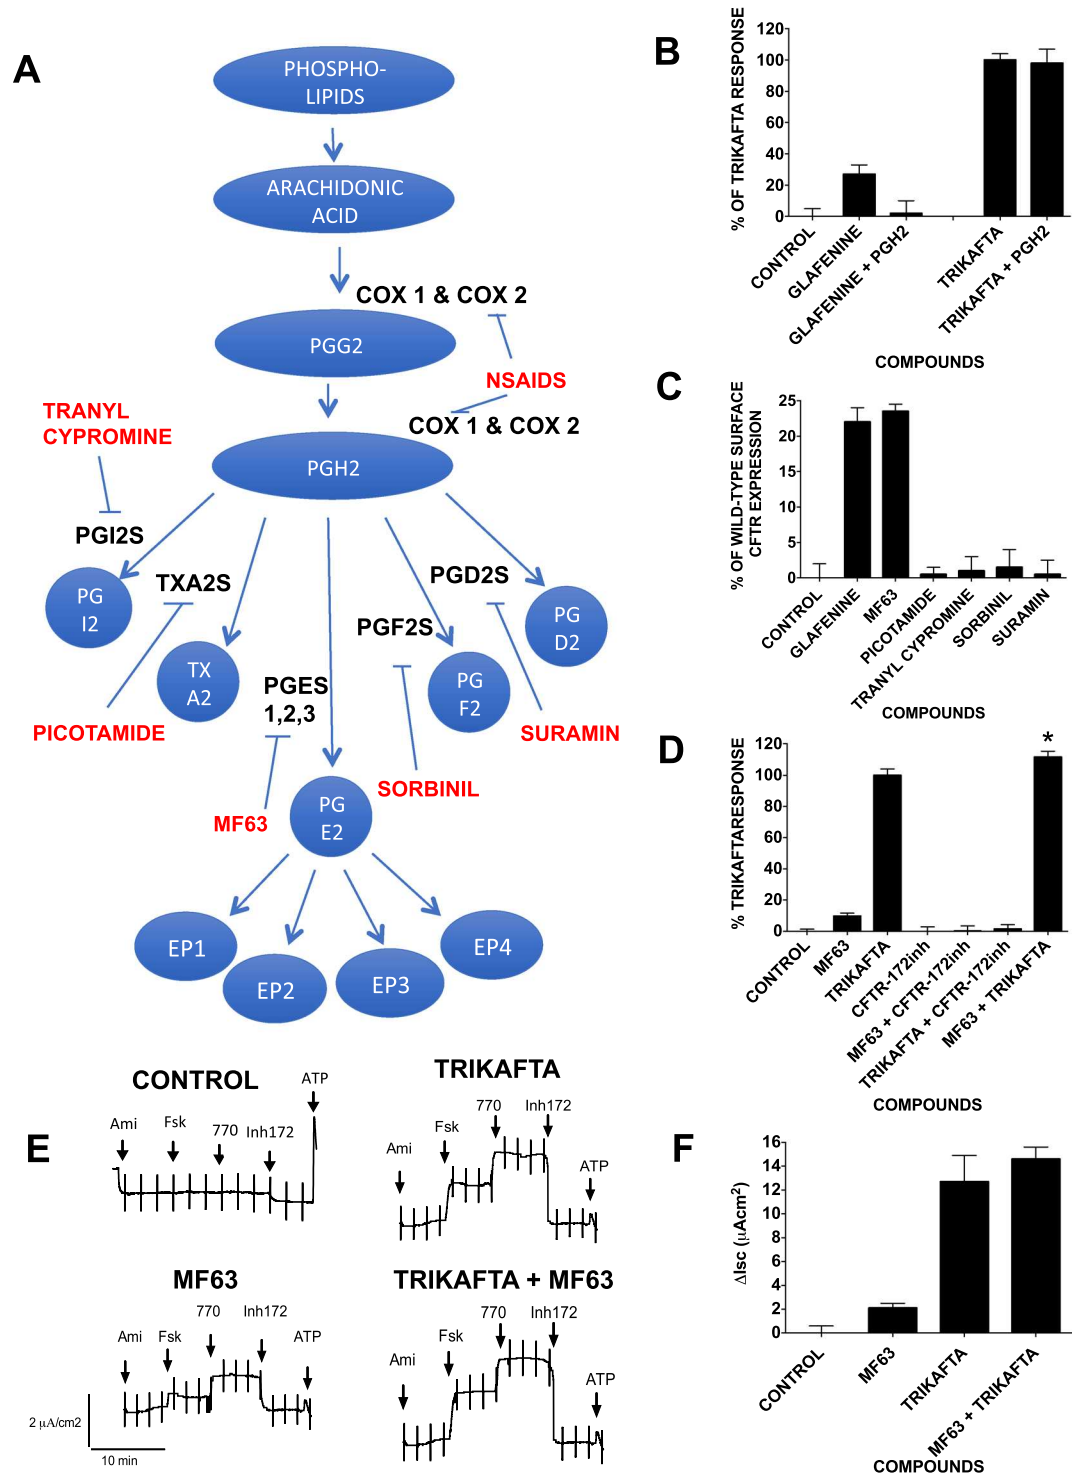 A
PHOSPHO-
LIPIDS
ARACHIDONIC
ACID
COX 1 & COX 2
PGG2
NSAIDS
TRANYL
CYPROMINE
COX 1 & COX 2
PGH2
PGI2S
PG
I2
TXA2S
TX
A2
PGD2S
PG
D2
PGF2S
PG
F2
PGES
1,2,3
PICOTAMIDE
SURAMIN
SORBINIL
MF63
PG
E2
EP1
EP2
EP3
EP4
B
% OF TRIKAFTA RESPONSE
120
100
80
60
40
20
0
CONTROL
GLAFENINE
GLAFENINE + PGH2
TRIKAFTA
TRIKAFTA + PGH2
COMPOUNDS
C
% OF WILD-TYPE SURFACE
CFTR EXPRESSION
25
20
15
10
5
0
CONTROL
GLAFENINE
MF63
PICOTAMIDE
TRANYL CYPROMINE
SORBINIL
SURAMIN
COMPOUNDS
D
% TRIKAFTARESPONSE
120
100
80
60
40
20
0
*
CONTROL
MF63
TRIKAFTA
CFTR-172inh
MF63 + CFTR-172inh
TRIKAFTA + CFTR-172inh
MF63 + TRIKAFTA
COMPOUNDS
E
CONTROL
Ami
Fsk
770
Inh172
ATP
TRIKAFTA
Ami
Fsk
770
Inh172
ATP
MF63
Ami
Fsk
770
Inh172
ATP
2 μA/cm2
10 min
TRIKAFTA + MF63
Ami
Fsk
770
Inh172
ATP
F
ΔIsc (μAcm²)
16
14
12
10
8
6
4
2
0
CONTROL
MF63
TRIKAFTA
MF63 + TRIKAFTA
COMPOUNDS